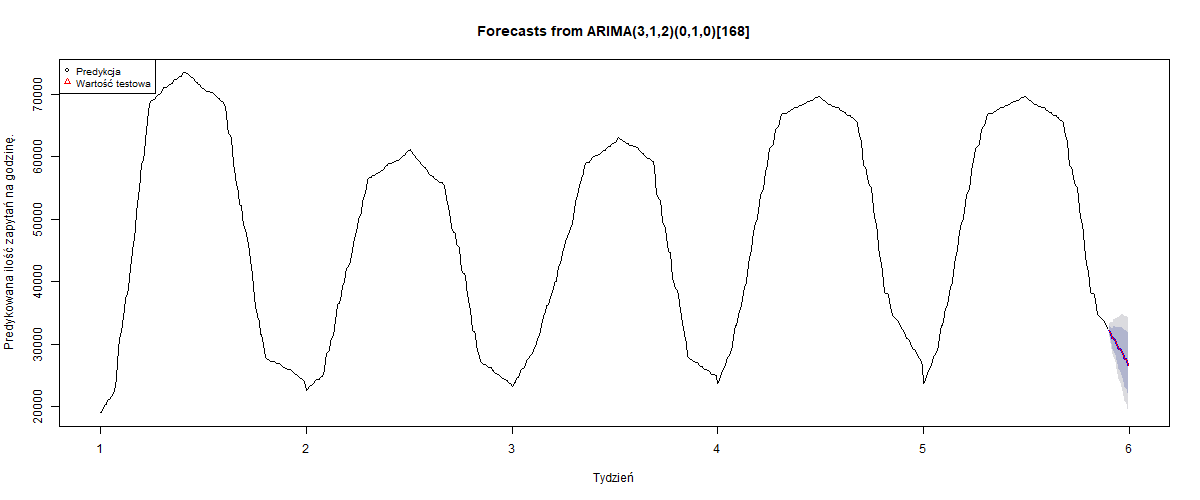 Forecasts from ARIMA(3,1,2)(0,1,0)[168]
Predykcja
Wartość testowa
Predykowana ilość zapytań na godzinę.
70000
60000
50000
40000
30000
20000
1 2 3 4 5 6
Tydzień